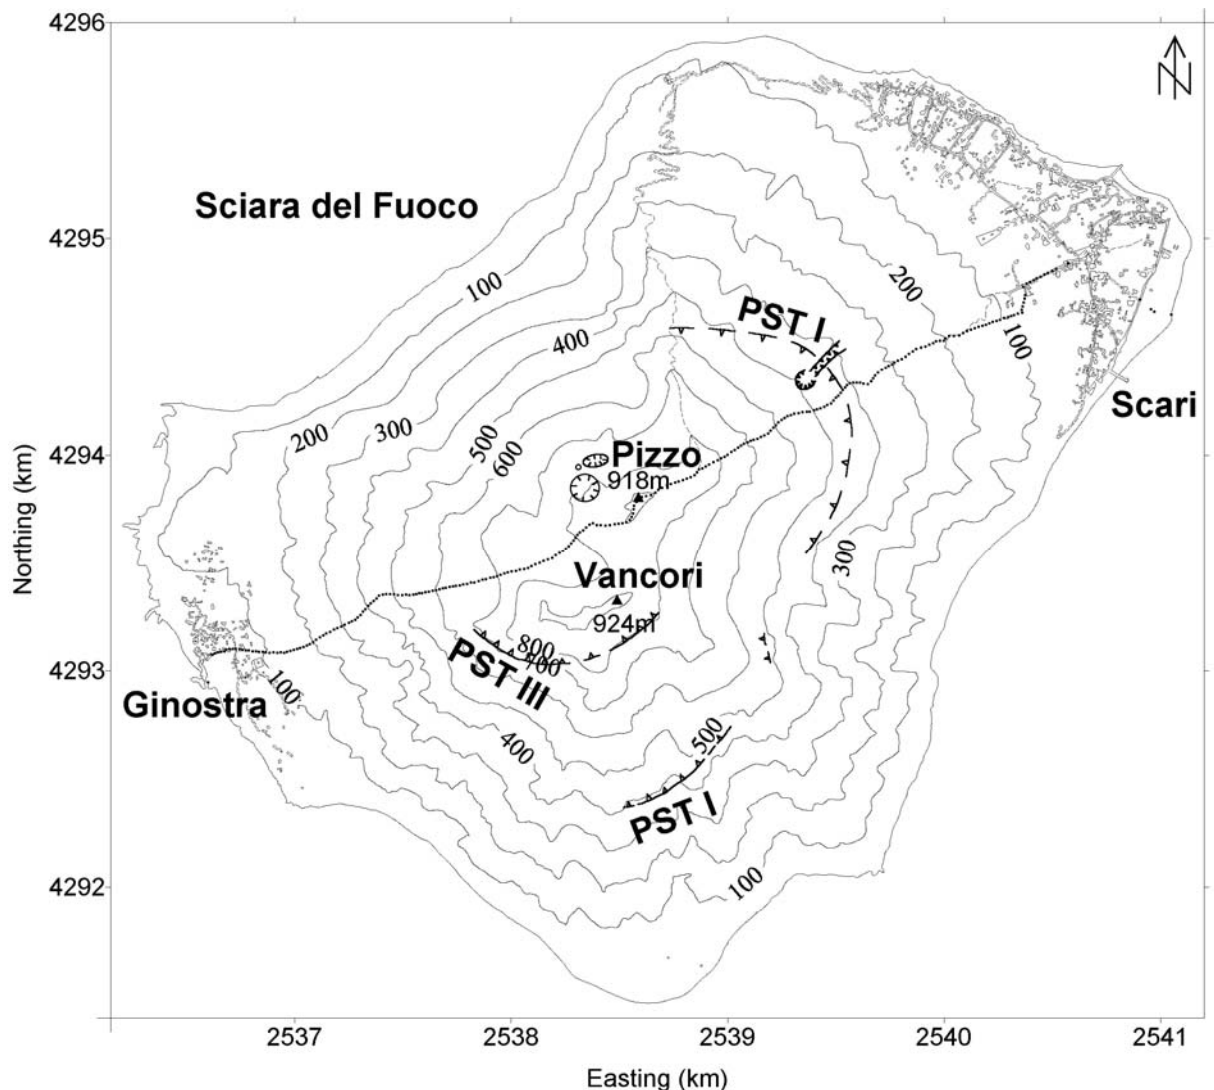 4296
N
Sciara del Fuoco
4295
100
200
PST I
400
100
Scari
200
300
500
600
Pizzo
918m
4294
Northing (km)
300
Vancori
924m
800
700
PST III
4293
100
Ginostra
400
500
PST I
100
4292
2537
2538
2539
2540
2541
Easting (km)